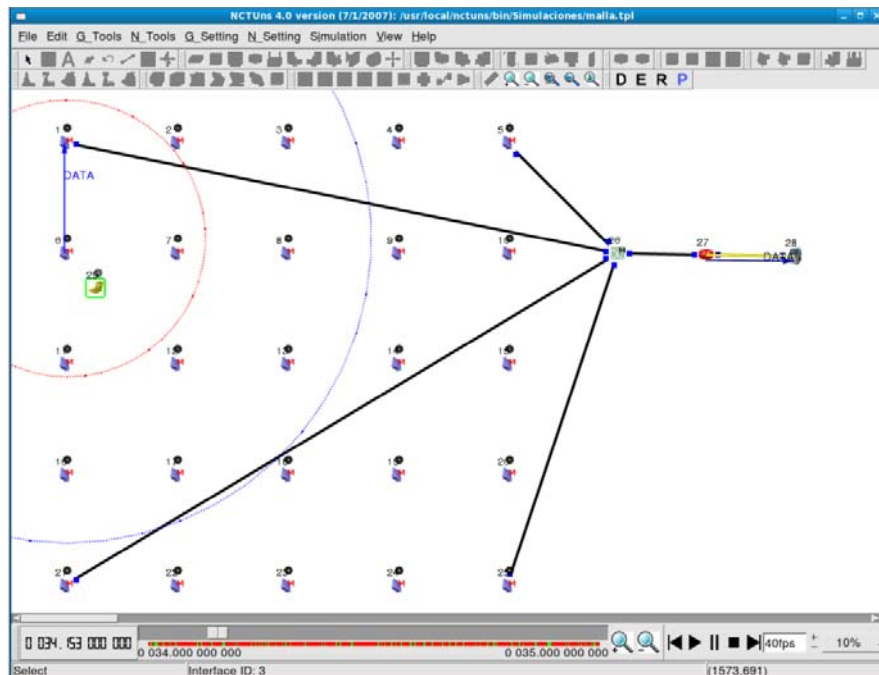 NCTUns 4.0 version (7/1/2007): /usr/local/nctuns/bin/Simulaciones/malla.tpl
File Edit G_Tools N_Tools G_Setting N_Setting Simulation View Help
D E R P
1 2 3 4 5
DATA
7 8 9
27 28
DATA
0 034.153 000 000
0 034.000 000 000
0 035.000 000 000
40fps
10%
Select
Interface ID: 3
(1573,691)